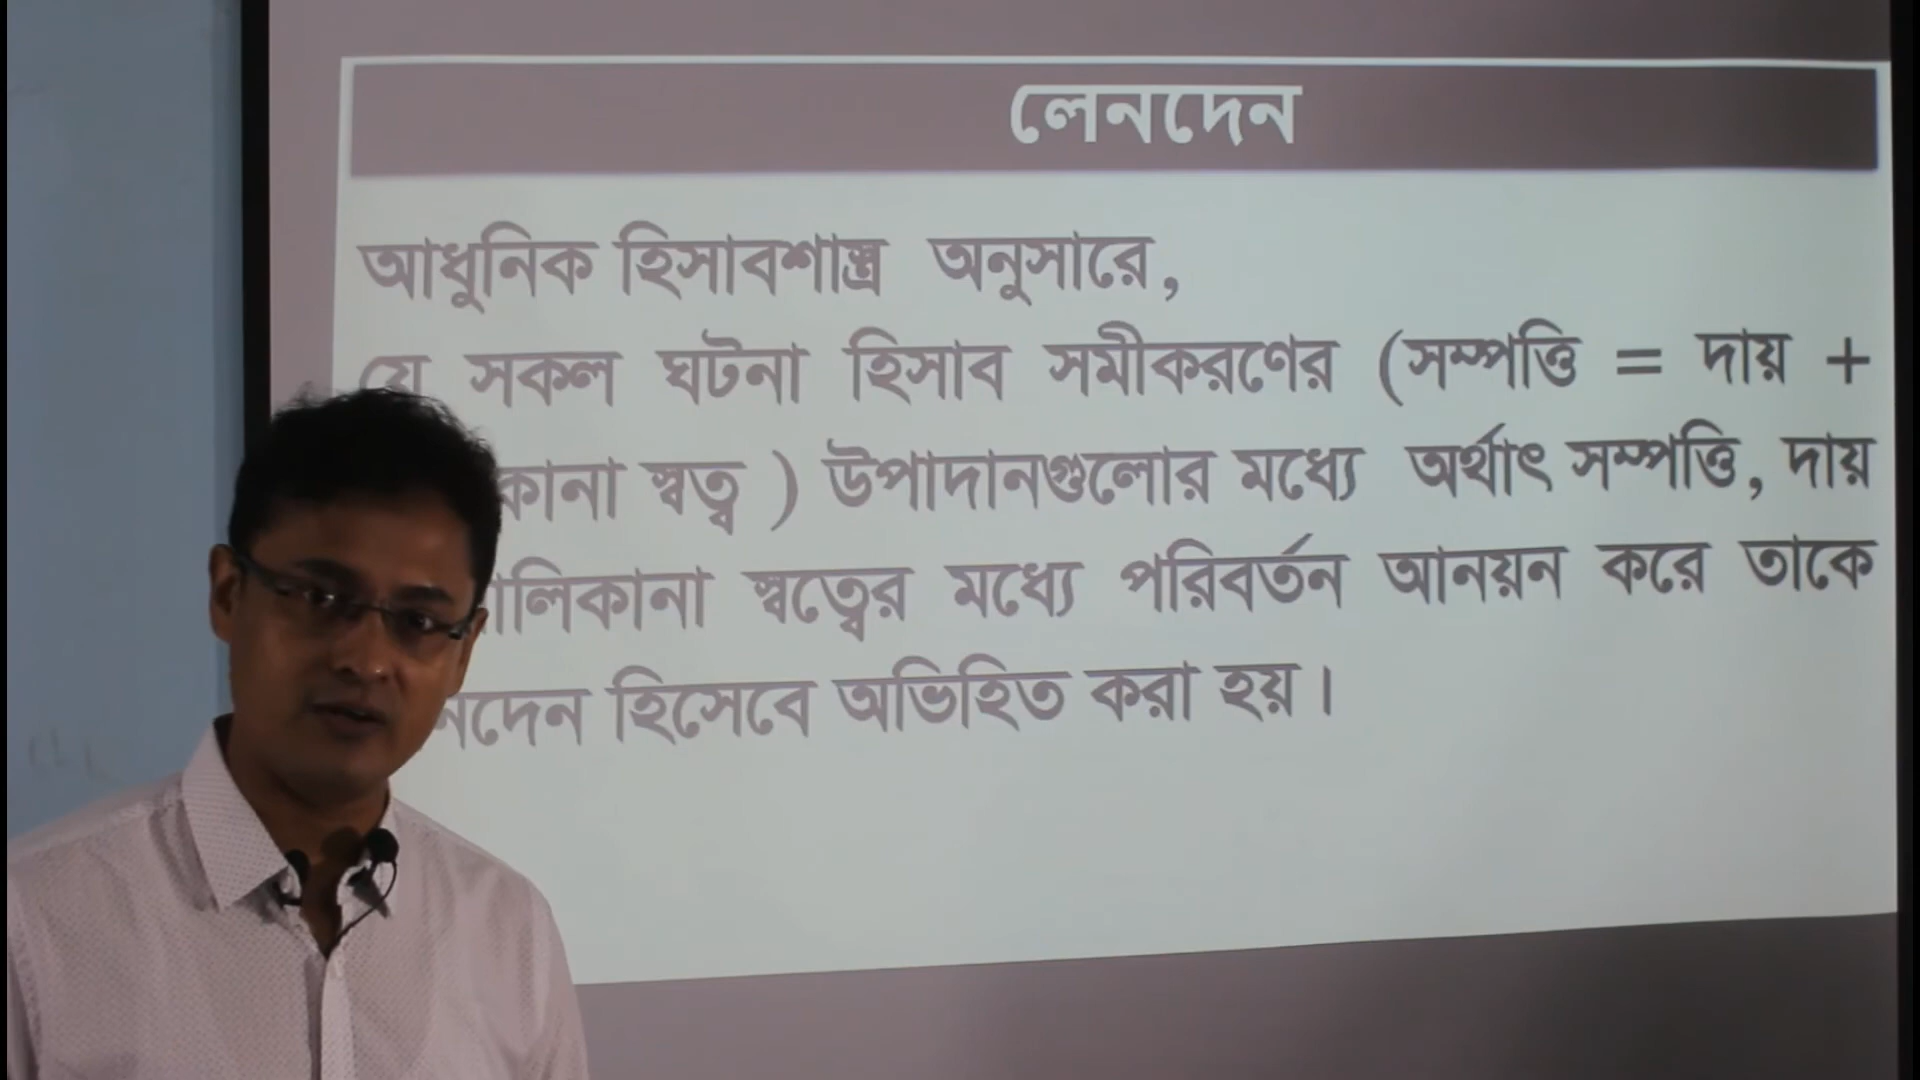 লেনদেন
আধুনিক হিসাবশাস্ত্র অনুসারে,
যে সকল ঘটনা হিসাব সমীকরণের (সম্পত্তি = দায় +
স্বত্ব ) উপাদানগুলোর মধ্যে অর্থাৎ সম্পত্তি, দায়
স্বত্বের মধ্যে পরিবর্তন আনয়ন করে তাকে
হিসেবে অভিহিত করা হয়।